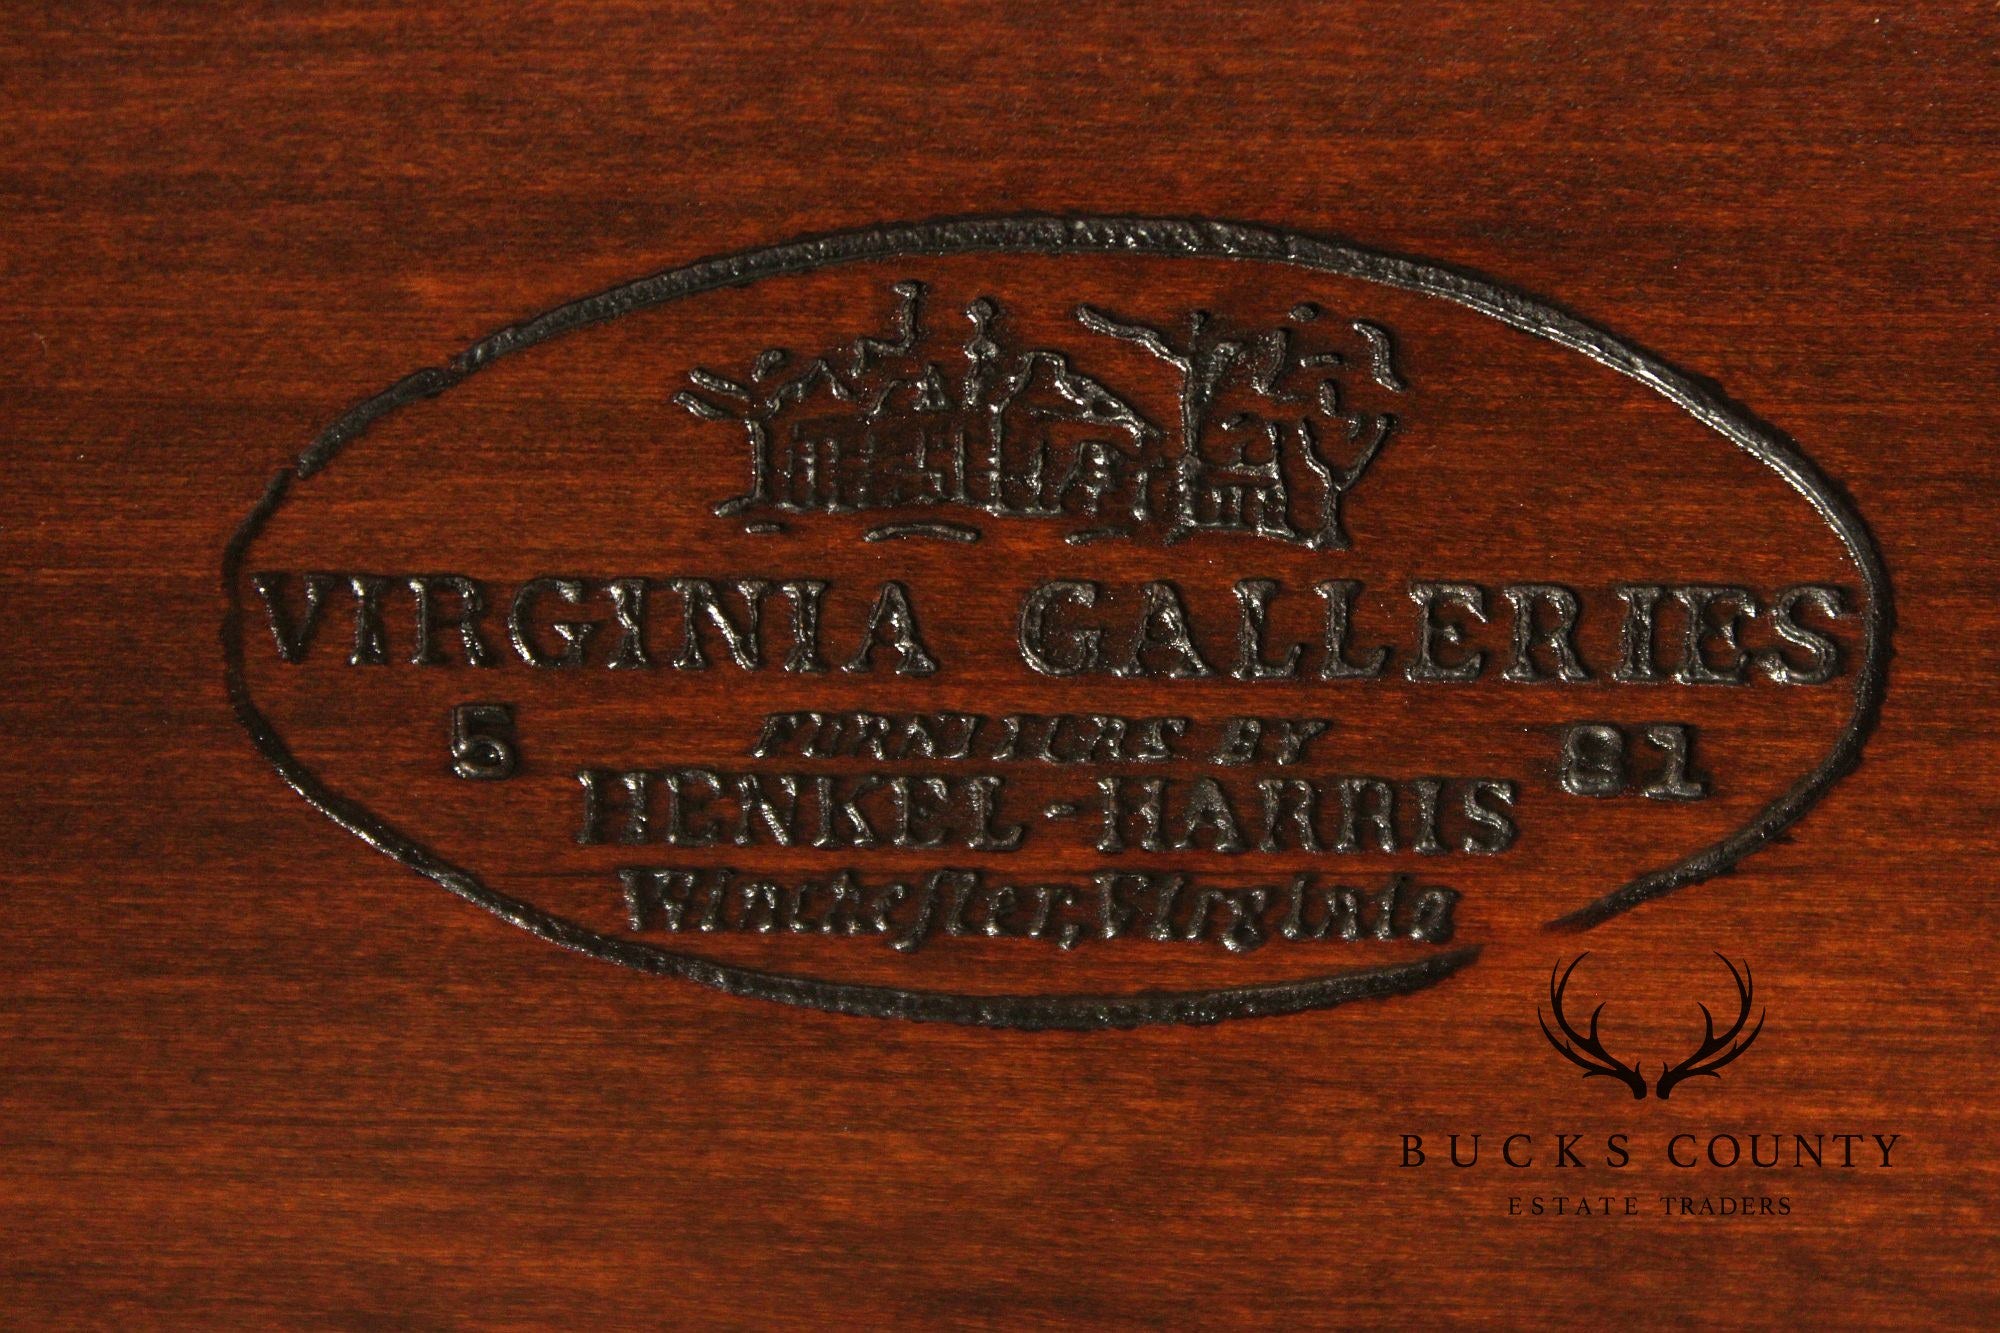 VIRGINIA GALLERIES
5 FURNITURE BY 81
HENKEL-HARRIS
Winchester, Virginia
BUCKS COUNTY
ESTATE TRADERS